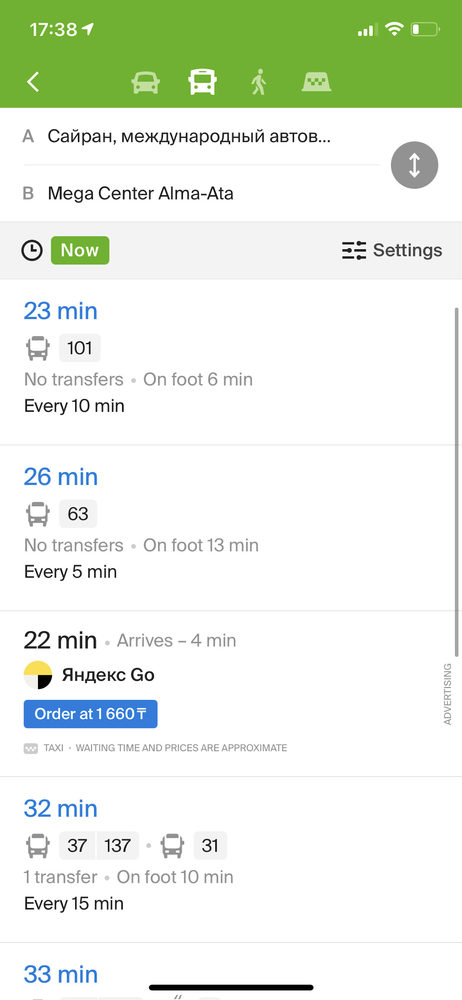 17:38
A Сайран, международный автов...
B Mega Center Alma-Ata
Now Settings
23 min
101
No transfers • On foot 6 min
Every 10 min
26 min
63
No transfers • On foot 13 min
Every 5 min
22 min • Arrives – 4 min
Яндекс Go
ADVERTISING
Order at 1 660 ₸
TAXI • WAITING TIME AND PRICES ARE APPROXIMATE
32 min
37 137 • 31
1 transfer • On foot 10 min
Every 15 min
33 min